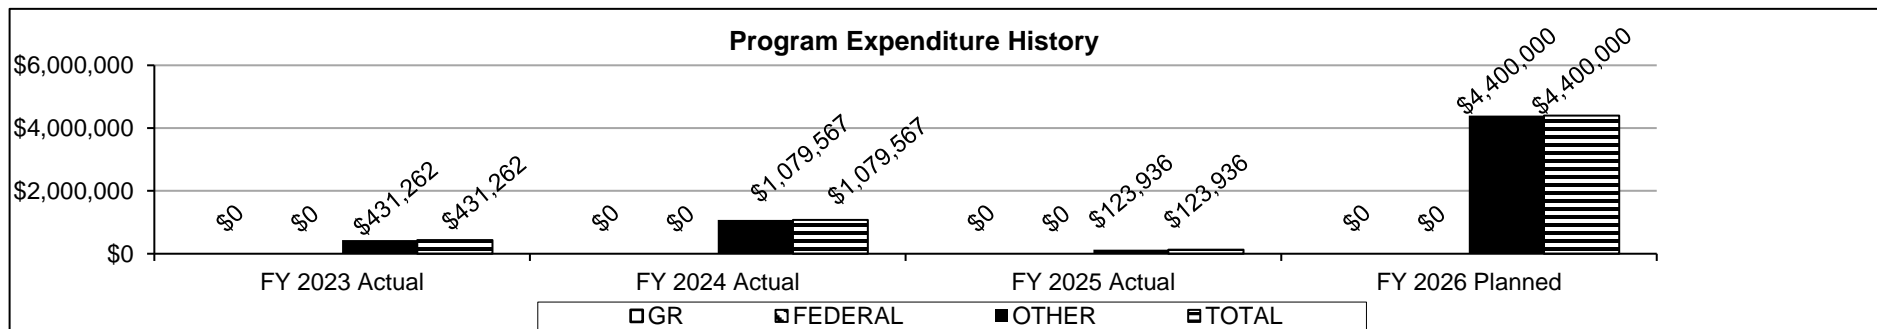 Program Expenditure History
$6,000,000
$4,000,000
$2,000,000
$0
$0
$0
$431,262
$431,262
$0
$0
$1,079,567
$1,079,567
$0
$0
$123,936
$123,936
$0
$0
$4,400,000
$4,400,000
FY 2023 Actual
FY 2024 Actual
FY 2025 Actual
FY 2026 Planned
GR
FEDERAL
OTHER
TOTAL